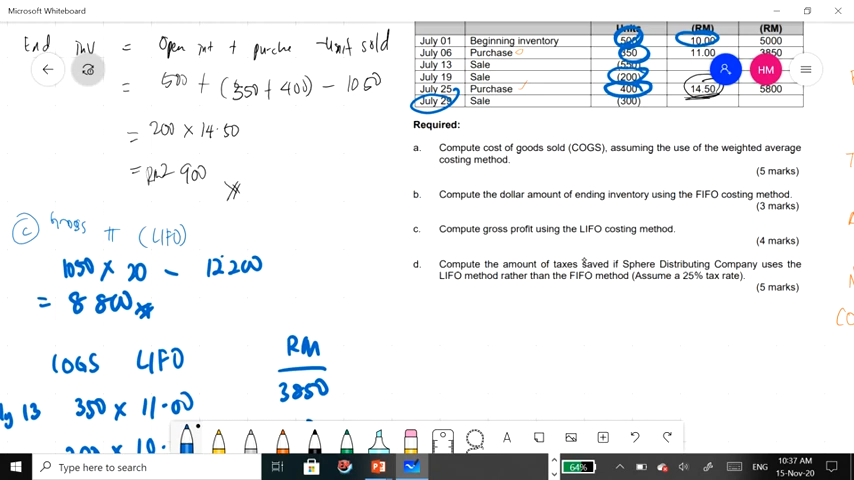 Microsoft Whiteboard
End inv = Open int + purche - unit sold
= 500 + (350 + 400) - 1050
= 200 x 14.50
= RM2 900
C Gross π (LIFO)
1050 x 20 - 12200
= 8 800
COGS LIFO RM
350 x 11.00 3850
Units (RM) (RM)
July 01 Beginning inventory 500 10.00 5000
July 06 Purchase 350 11.00 3850
July 13 Sale (550)
July 19 Sale (200)
July 25 Purchase 400 14.50 5800
July 29 Sale (300)
HM
Required:
a. Compute cost of goods sold (COGS), assuming the use of the weighted average
costing method.
(5 marks)
b. Compute the dollar amount of ending inventory using the FIFO costing method.
(3 marks)
c. Compute gross profit using the LIFO costing method.
(4 marks)
d. Compute the amount of taxes saved if Sphere Distributing Company uses the
LIFO method rather than the FIFO method (Assume a 25% tax rate).
(5 marks)
Type here to search
64%
ENG
10:37 AM
15-Nov-20